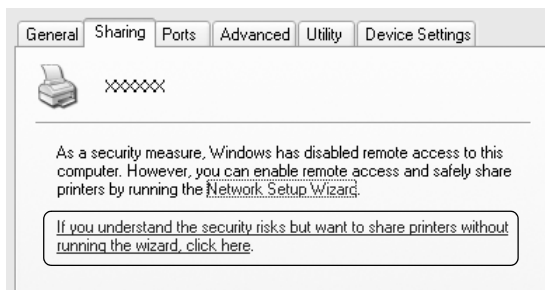 General Sharing Ports Advanced Utility Device Settings
XXXXXX
As a security measure, Windows has disabled remote access to this
computer. However, you can enable remote access and safely share
printers by running the Network Setup Wizard.
If you understand the security risks but want to share printers without
running the wizard, click here.